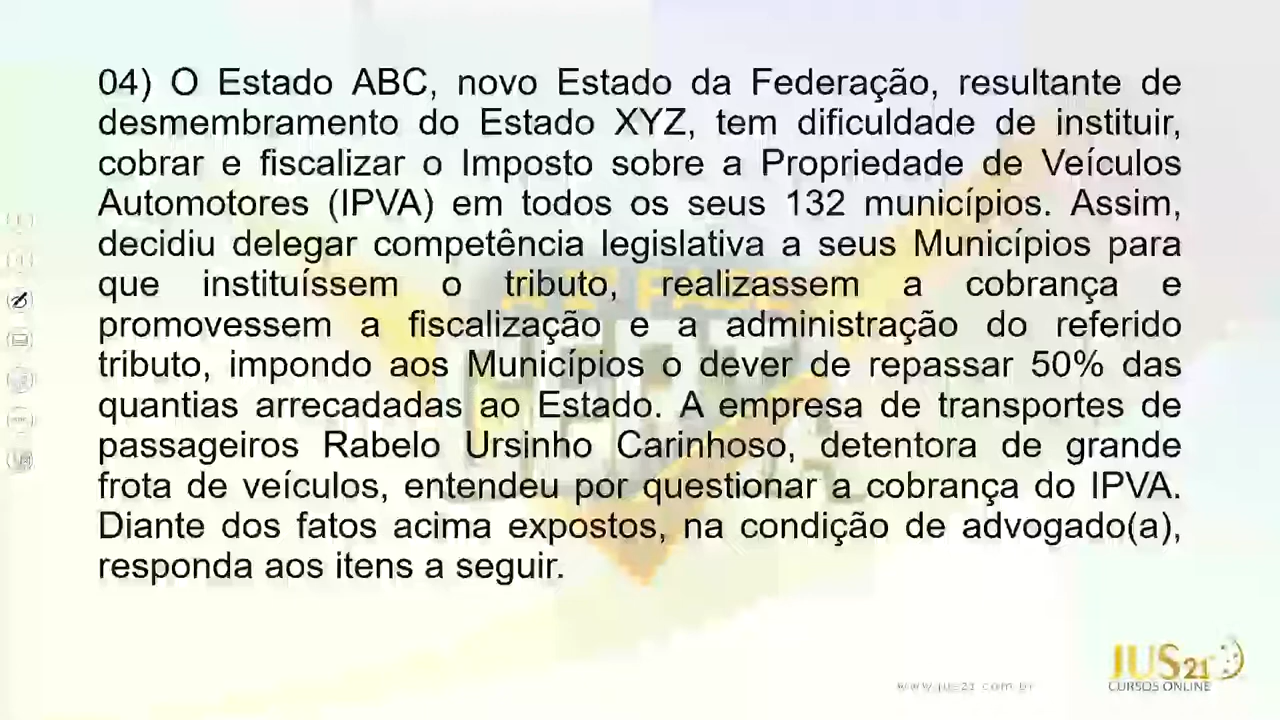 04) O Estado ABC, novo Estado da Federação, resultante de
desmembramento do Estado XYZ, tem dificuldade de instituir,
cobrar e fiscalizar o Imposto sobre a Propriedade de Veículos
Automotores (IPVA) em todos os seus 132 municípios. Assim,
decidiu delegar competência legislativa a seus Municípios para
que instituíssem o tributo, realizassem a cobrança e
promovessem a fiscalização e a administração do referido
tributo, impondo aos Municípios o dever de repassar 50% das
quantias arrecadadas ao Estado. A empresa de transportes de
passageiros Rabelo Ursinho Carinhoso, detentora de grande
frota de veículos, entendeu por questionar a cobrança do IPVA.
Diante dos fatos acima expostos, na condição de advogado(a),
responda aos itens a seguir.
www.jus21.com.br
JUS21
CURSOS ONLINE